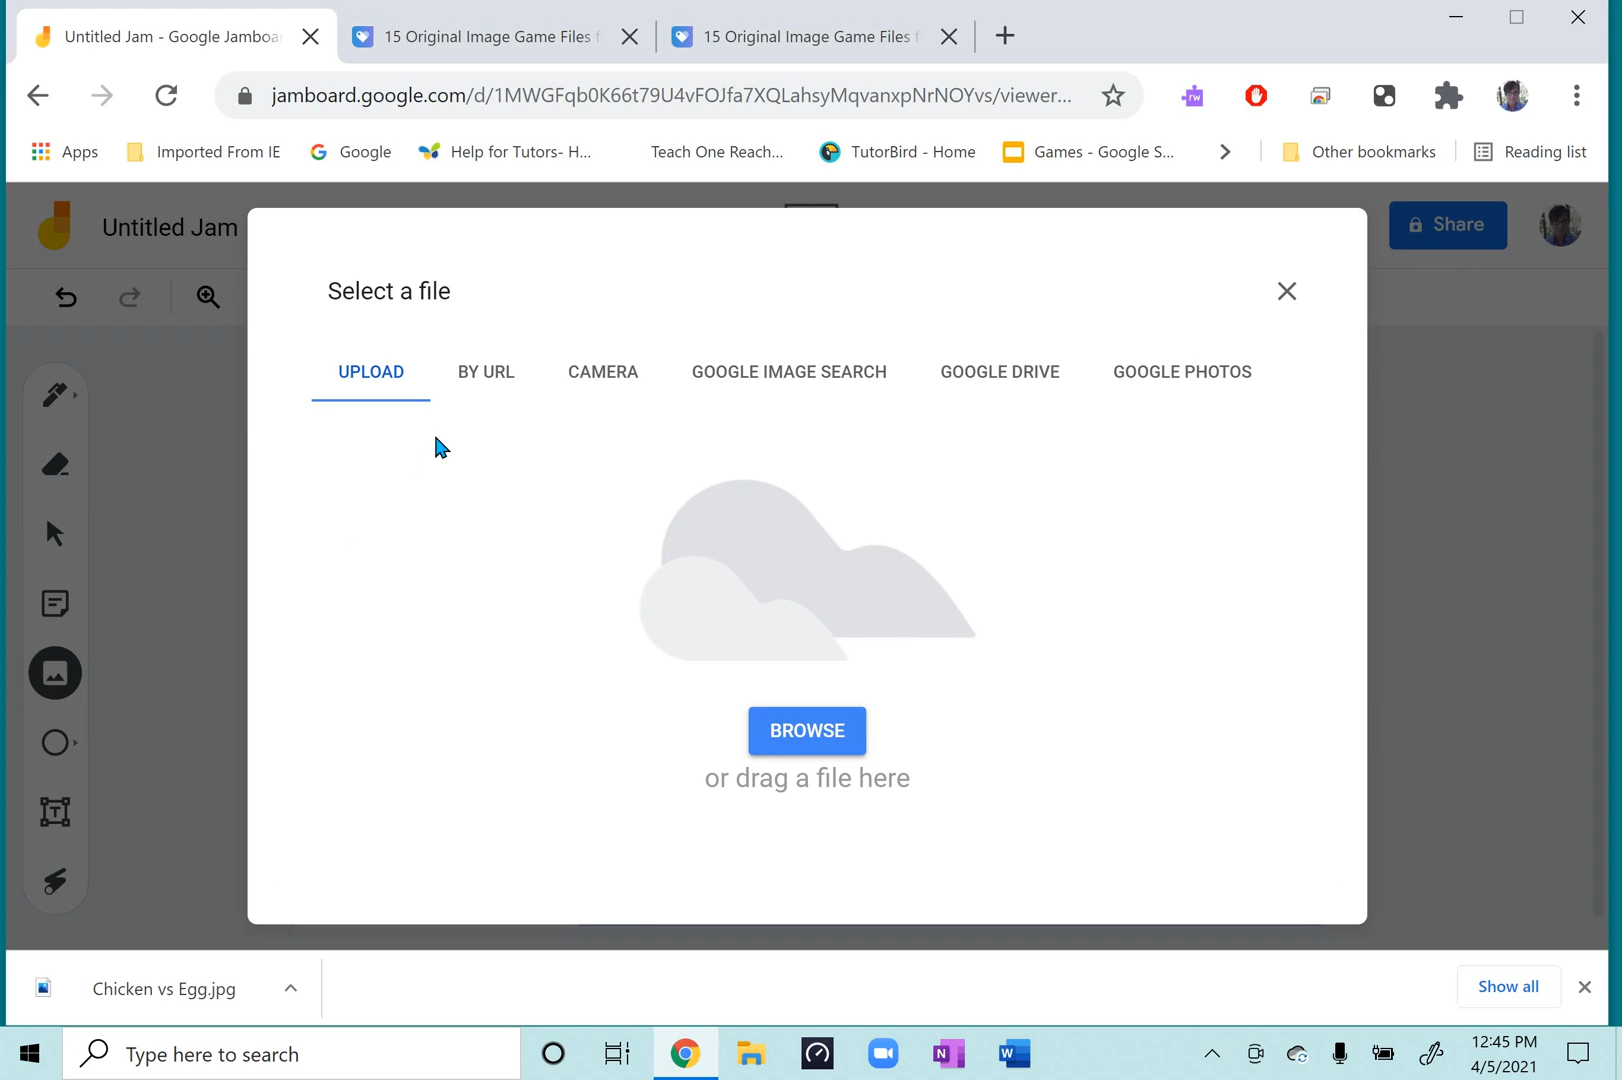 Untitled Jam - Google Jamboa
15 Original Image Game Files f
15 Original Image Game Files f
jamboard.google.com/d/1MWGFqb0K66t79U4vFOJfa7XQLahsyMqvanxpNrNOYvs/viewer...
rw
Apps
Imported From IE
Google
Help for Tutors- H...
Teach One Reach...
TutorBird - Home
Games - Google S...
Other bookmarks
Reading list
Untitled Jam
Share
Select a file
UPLOAD
BY URL
CAMERA
GOOGLE IMAGE SEARCH
GOOGLE DRIVE
GOOGLE PHOTOS
BROWSE
or drag a file here
Chicken vs Egg.jpg
Show all
Type here to search
N
W
12:45 PM
4/5/2021